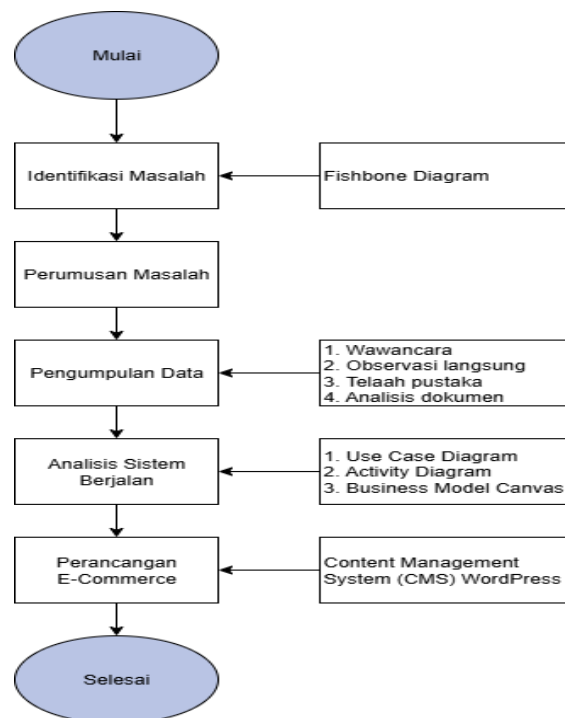 Mulai
Identifikasi Masalah
Fishbone Diagram
Perumusan Masalah
Pengumpulan Data
1. Wawancara
2. Observasi langsung
3. Telaah pustaka
4. Analisis dokumen
Analisis Sistem
Berjalan
1. Use Case Diagram
2. Activity Diagram
3. Business Model Canvas
Perancangan
E-Commerce
Content Management
System (CMS) WordPress
Selesai